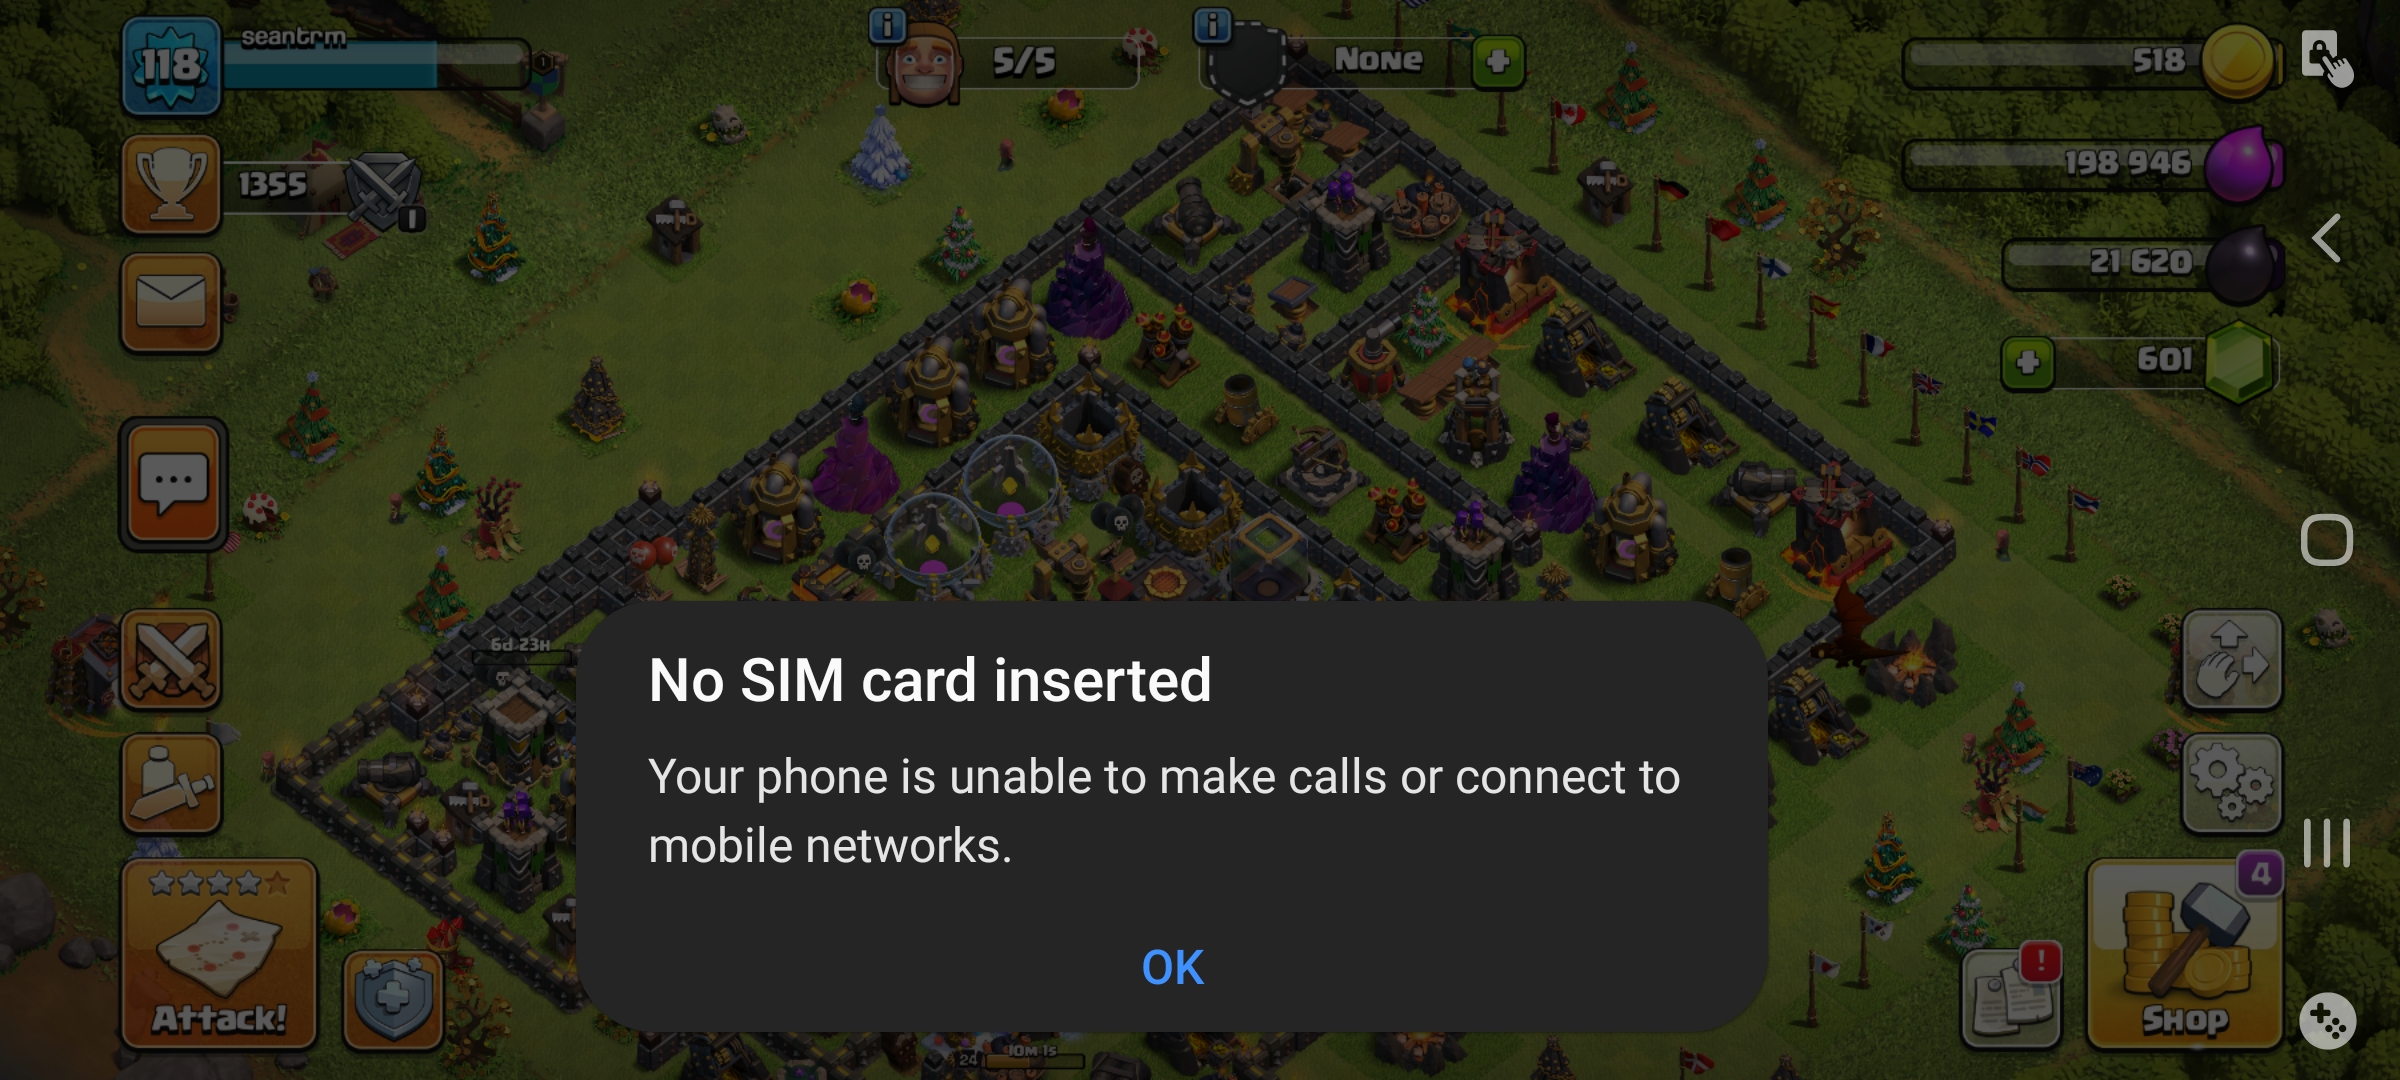 118
seantrm
5/5
None
518
1355
I
198 946
21 620
601
6d 23H
No SIM card inserted
Your phone is unable to make calls or connect to
mobile networks.
OK
4
!
Attack!
Shop
24
10M 1s